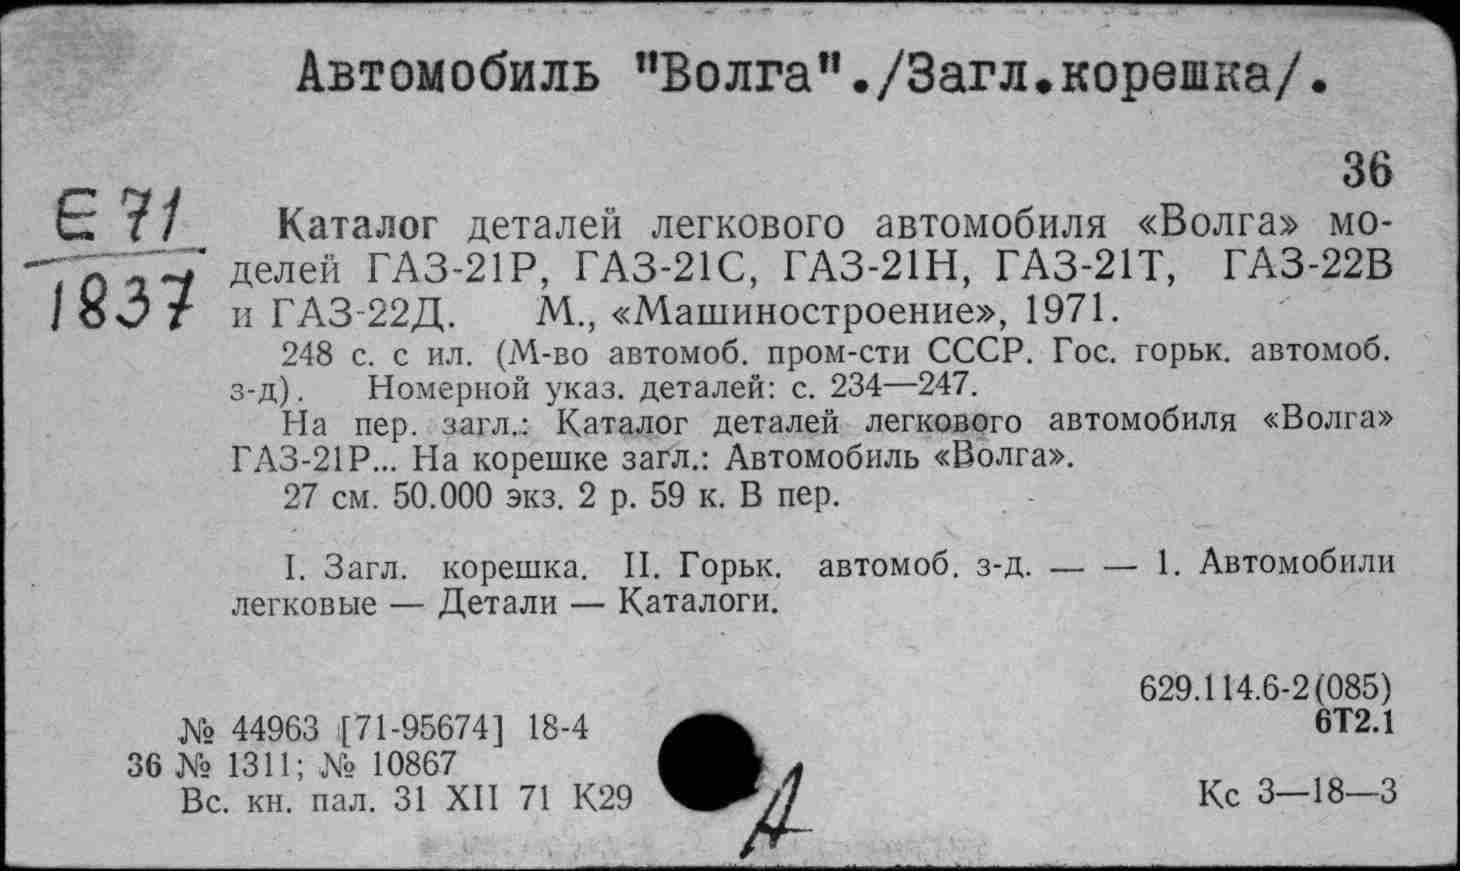 Автомобиль "Волга"./Загл.корешка/.
36
Е 71
1837
Каталог деталей легкового автомобиля «Волга» мо-
делей ГАЗ-21Р, ГАЗ-21С, ГАЗ-21Н, ГАЗ-21Т, ГАЗ-22В
и ГАЗ-22Д. М., «Машиностроение», 1971.
248 с. с ил. (М-во автомоб. пром-сти СССР. Гос. горьк. автомоб.
з-д). Номерной указ. деталей: с. 234—247.
На пер. загл.: Каталог деталей легкового автомобиля «Волга»
ГАЗ-21Р... На корешке загл.: Автомобиль «Волга».
27 см. 50.000 экз. 2 р. 59 к. В пер.
I. Загл. корешка. II. Горьк. автомоб. з-д. — — 1. Автомобили
легковые — Детали — Каталоги.
629.114.6-2(085)
№ 44963 [71-95674] 18-4
6Т2.1
36 № 1311; № 10867
Вс. кн. пал. 31 XII 71 К29
Кс 3—18—3